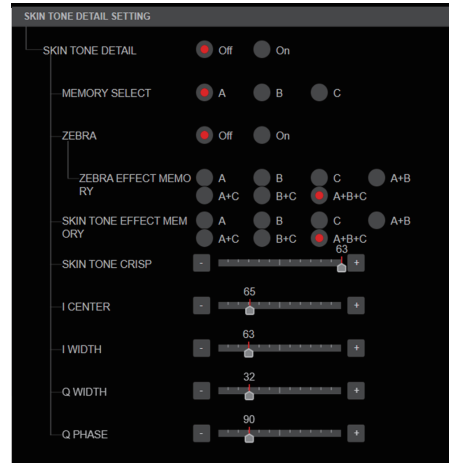 SKIN TONE DETAIL SETTING
SKIN TONE DETAIL Off On
MEMORY SELECT A B C
ZEBRA Off On
ZEBRA EFFECT MEMO A B C A+B
RY A+C B+C A+B+C
SKIN TONE EFFECT MEM A B C A+B
ORY A+C B+C A+B+C
63
SKIN TONE CRISP - +
65
I CENTER - +
63
I WIDTH - +
32
Q WIDTH - +
90
Q PHASE - +